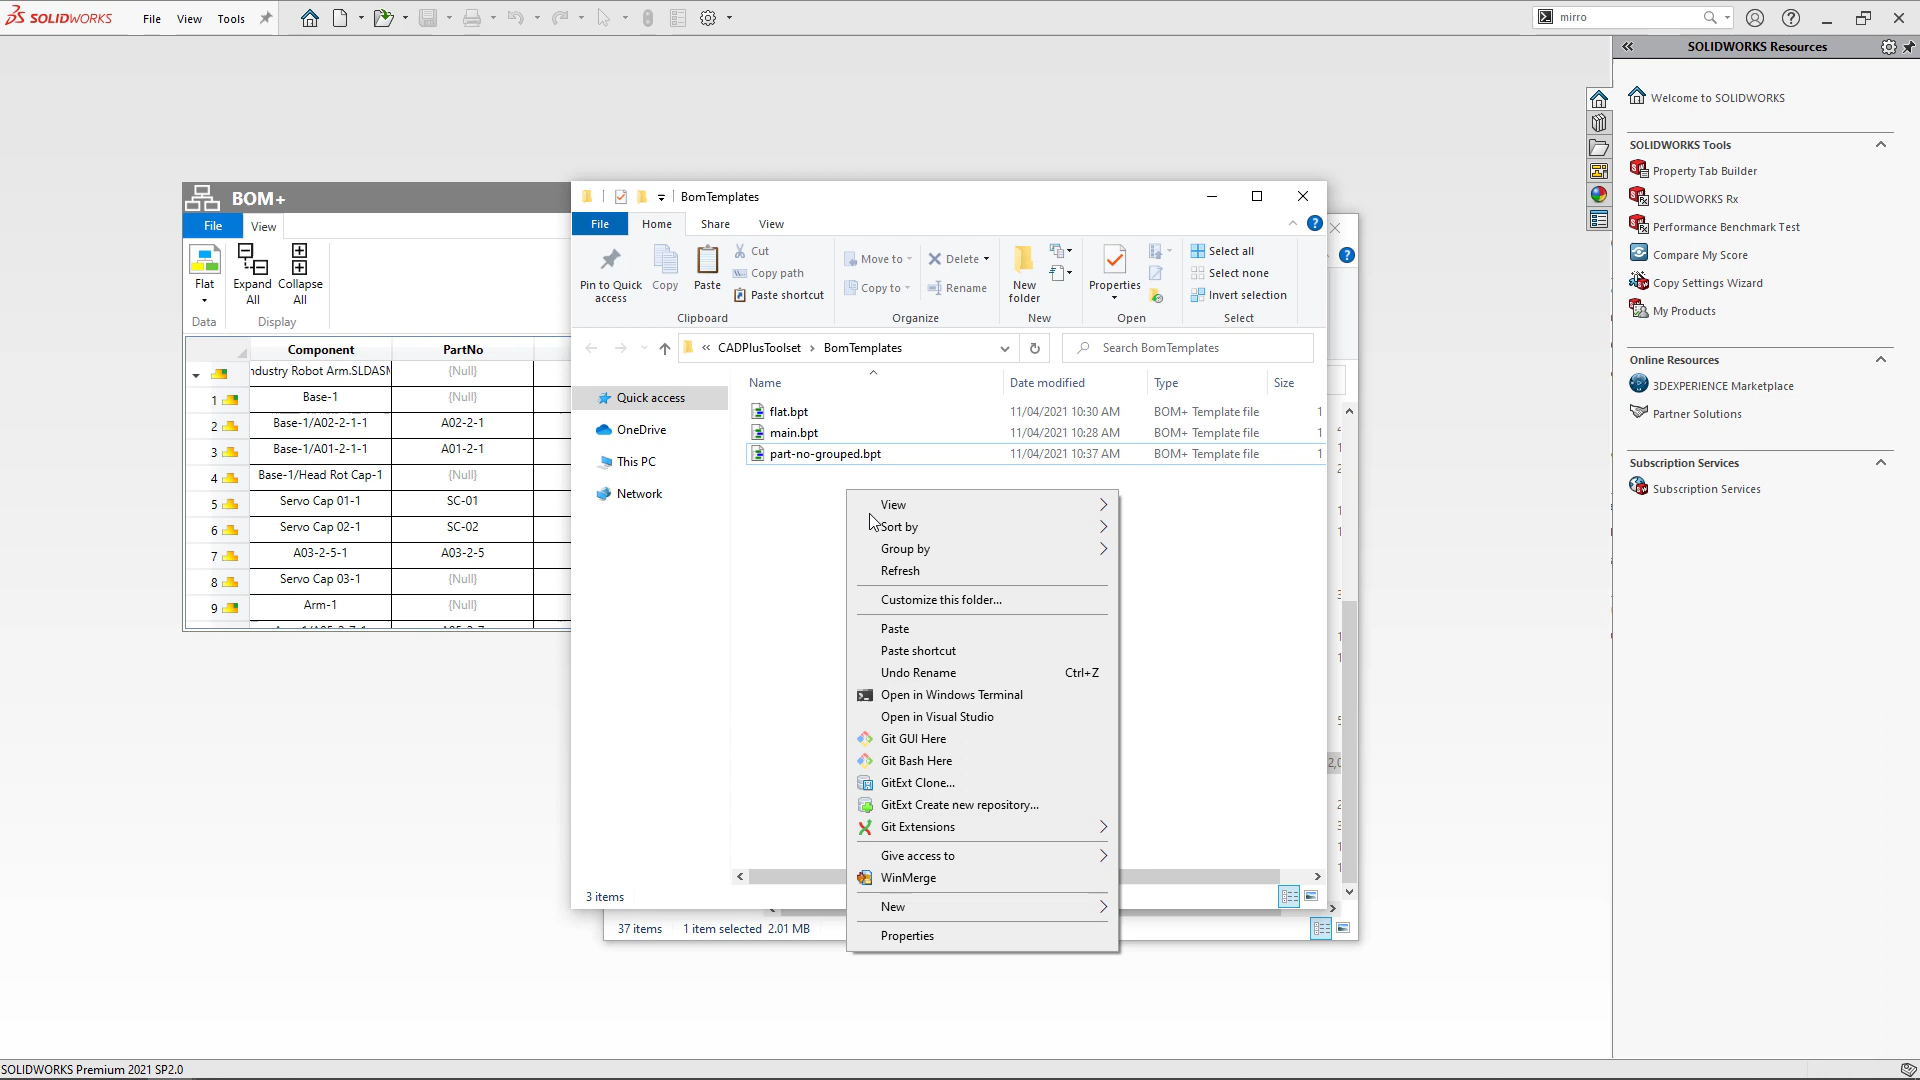 SOLIDWORKS
File View Tools
mirro
SOLIDWORKS Resources
Welcome to SOLIDWORKS
SOLIDWORKS Tools
Property Tab Builder
SOLIDWORKS Rx
Performance Benchmark Test
Compare My Score
Copy Settings Wizard
My Products
Online Resources
3DEXPERIENCE Marketplace
Partner Solutions
Subscription Services
Subscription Services
BOM+
File View
Flat
Expand All
Collapse All
Data Display
Component PartNo
ndustry Robot Arm.SLDASM {Null}
1 Base-1 {Null}
2 Base-1/A02-2-1-1 A02-2-1
3 Base-1/A01-2-1-1 A01-2-1
4 Base-1/Head Rot Cap-1 {Null}
5 Servo Cap 01-1 SC-01
6 Servo Cap 02-1 SC-02
7 A03-2-5-1 A03-2-5
8 Servo Cap 03-1 {Null}
9 Arm-1 {Null}
BomTemplates
File Home Share View
Pin to Quick access
Copy
Paste
Cut
Copy path
Paste shortcut
Clipboard
Move to
Copy to
Delete
Rename
Organize
New folder
New
Properties
Open
Select all
Select none
Invert selection
Select
« CADPlusToolset › BomTemplates
Search BomTemplates
Quick access
OneDrive
This PC
Network
Name Date modified Type Size
flat.bpt 11/04/2021 10:30 AM BOM+ Template file 1
main.bpt 11/04/2021 10:28 AM BOM+ Template file 1
part-no-grouped.bpt 11/04/2021 10:37 AM BOM+ Template file 1
View
Sort by
Group by
Refresh
Customize this folder...
Paste
Paste shortcut
Undo Rename Ctrl+Z
Open in Windows Terminal
Open in Visual Studio
Git GUI Here
Git Bash Here
GitExt Clone...
GitExt Create new repository...
Git Extensions
Give access to
WinMerge
New
Properties
3 items
37 items 1 item selected 2.01 MB
SOLIDWORKS Premium 2021 SP2.0